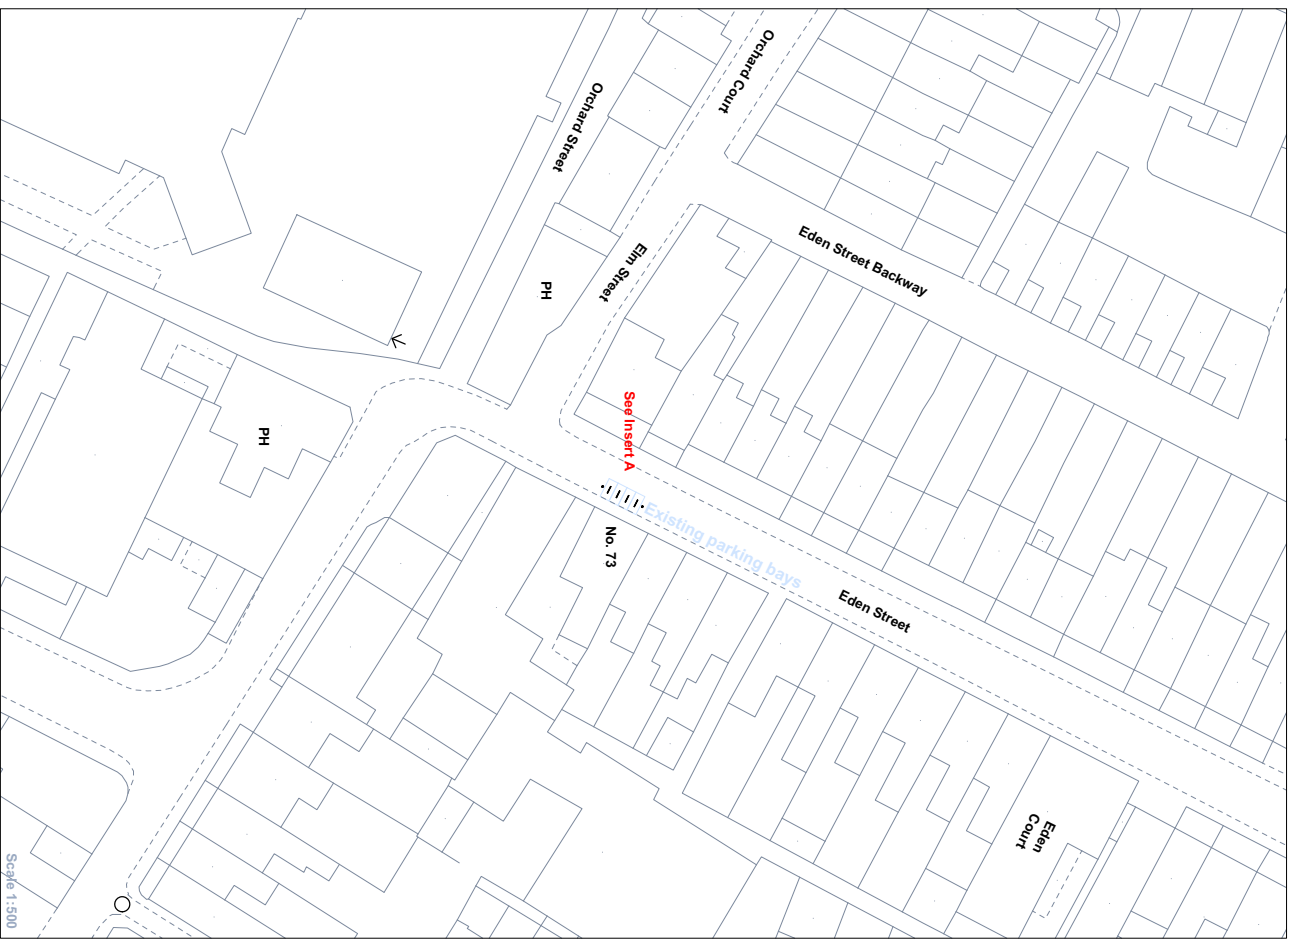 Orchard Court
Orchard Street
Eden Street Backway
Elm Street
PH
See Insert A
PH
Existing parking bays
No. 73
Eden Street
Eden
Court
Scale 1:500